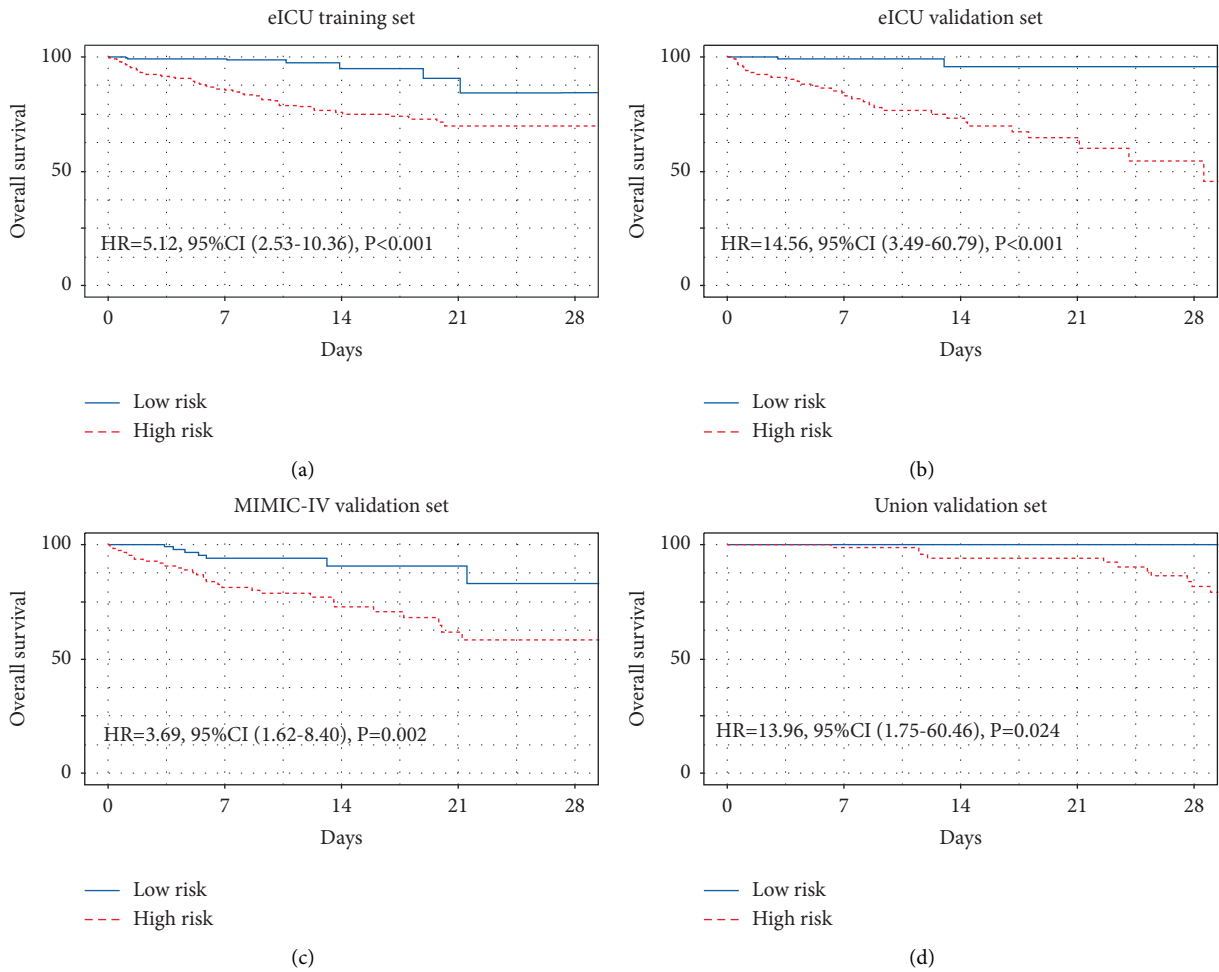 eICU training set
Overall survival
100
50
0
HR=5.12, 95%CI (2.53-10.36), P<0.001
0 7 14 21 28
Days
Low risk
High risk
(a)
eICU validation set
Overall survival
100
50
0
HR=14.56, 95%CI (3.49-60.79), P<0.001
0 7 14 21 28
Days
Low risk
High risk
(b)
MIMIC-IV validation set
Overall survival
100
50
0
HR=3.69, 95%CI (1.62-8.40), P=0.002
0 7 14 21 28
Days
Low risk
High risk
(c)
Union validation set
Overall survival
100
50
0
HR=13.96, 95%CI (1.75-60.46), P=0.024
0 7 14 21 28
Days
Low risk
High risk
(d)